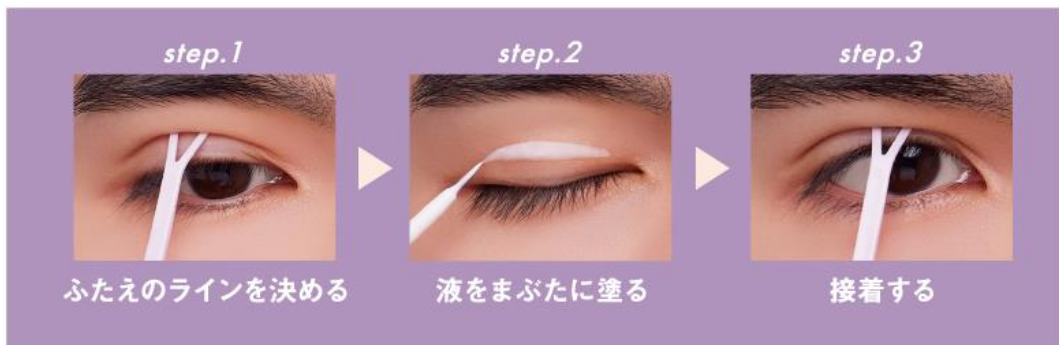 step.1
step.2
step.3
ふたえのラインを決める
液をまぶたに塗る
接着する